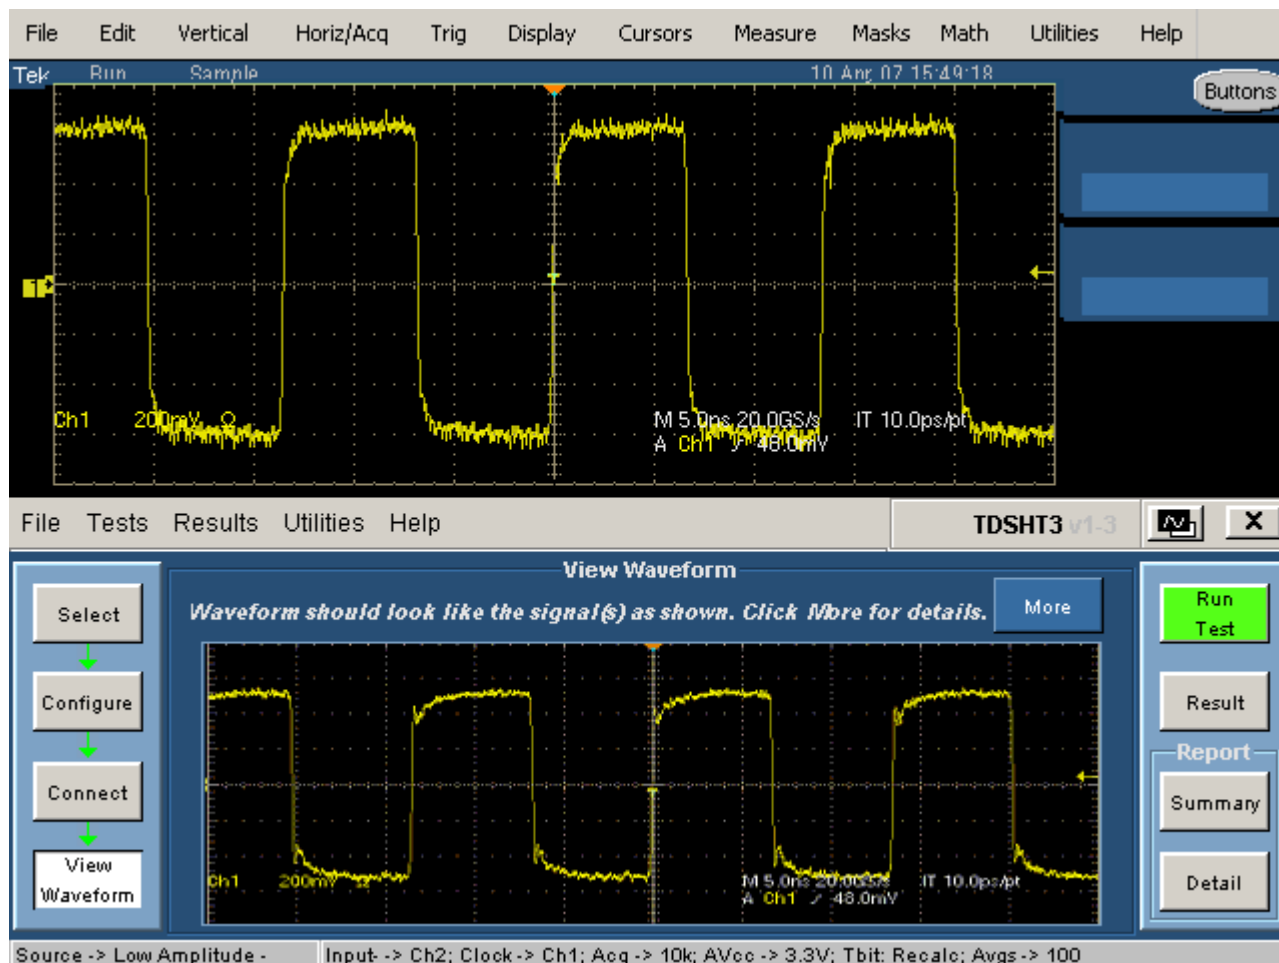 File Edit Vertical Horiz/Acq Trig Display Cursors Measure Masks Math Utilities Help
Tek Run Sample 10 Apr 07 15:49:18
Buttons
Ch1 200mV Ω M 5.0ns 20.0GS/s IT 10.0ps/pt
A Ch1 48.0mV
File Tests Results Utilities Help TDSHT3 v1-3
View Waveform
Waveform should look like the signal(s) as shown. Click More for details. More
Select
Configure
Connect
View
Waveform
Ch1 200mV Ω M 5.0ns 20.0GS/s IT 10.0ps/pt
A Ch1 48.0mV
Run
Test
Result
Report
Summary
Detail
Source -> Low Amplitude - Input -> Ch2; Clock -> Ch1; Acq -> 10k; AVcc -> 3.3V; Tbit: Recalc; Avgs -> 100